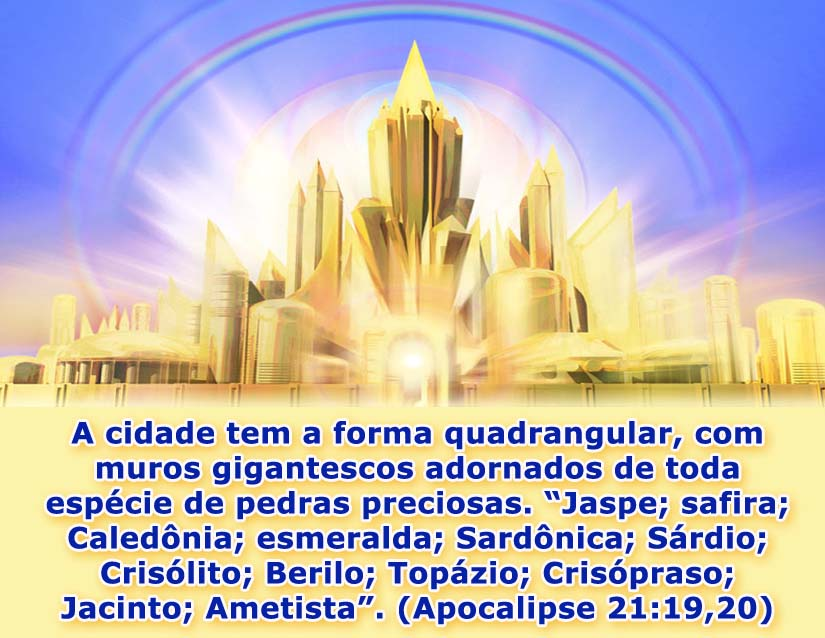 A cidade tem a forma quadrangular, com
muros gigantescos adornados de toda
espécie de pedras preciosas. “Jaspe; safira;
Caledônia; esmeralda; Sardônica; Sárdio;
Crisólito; Berilo; Topázio; Crisópraso;
Jacinto; Ametista”. (Apocalipse 21:19,20)